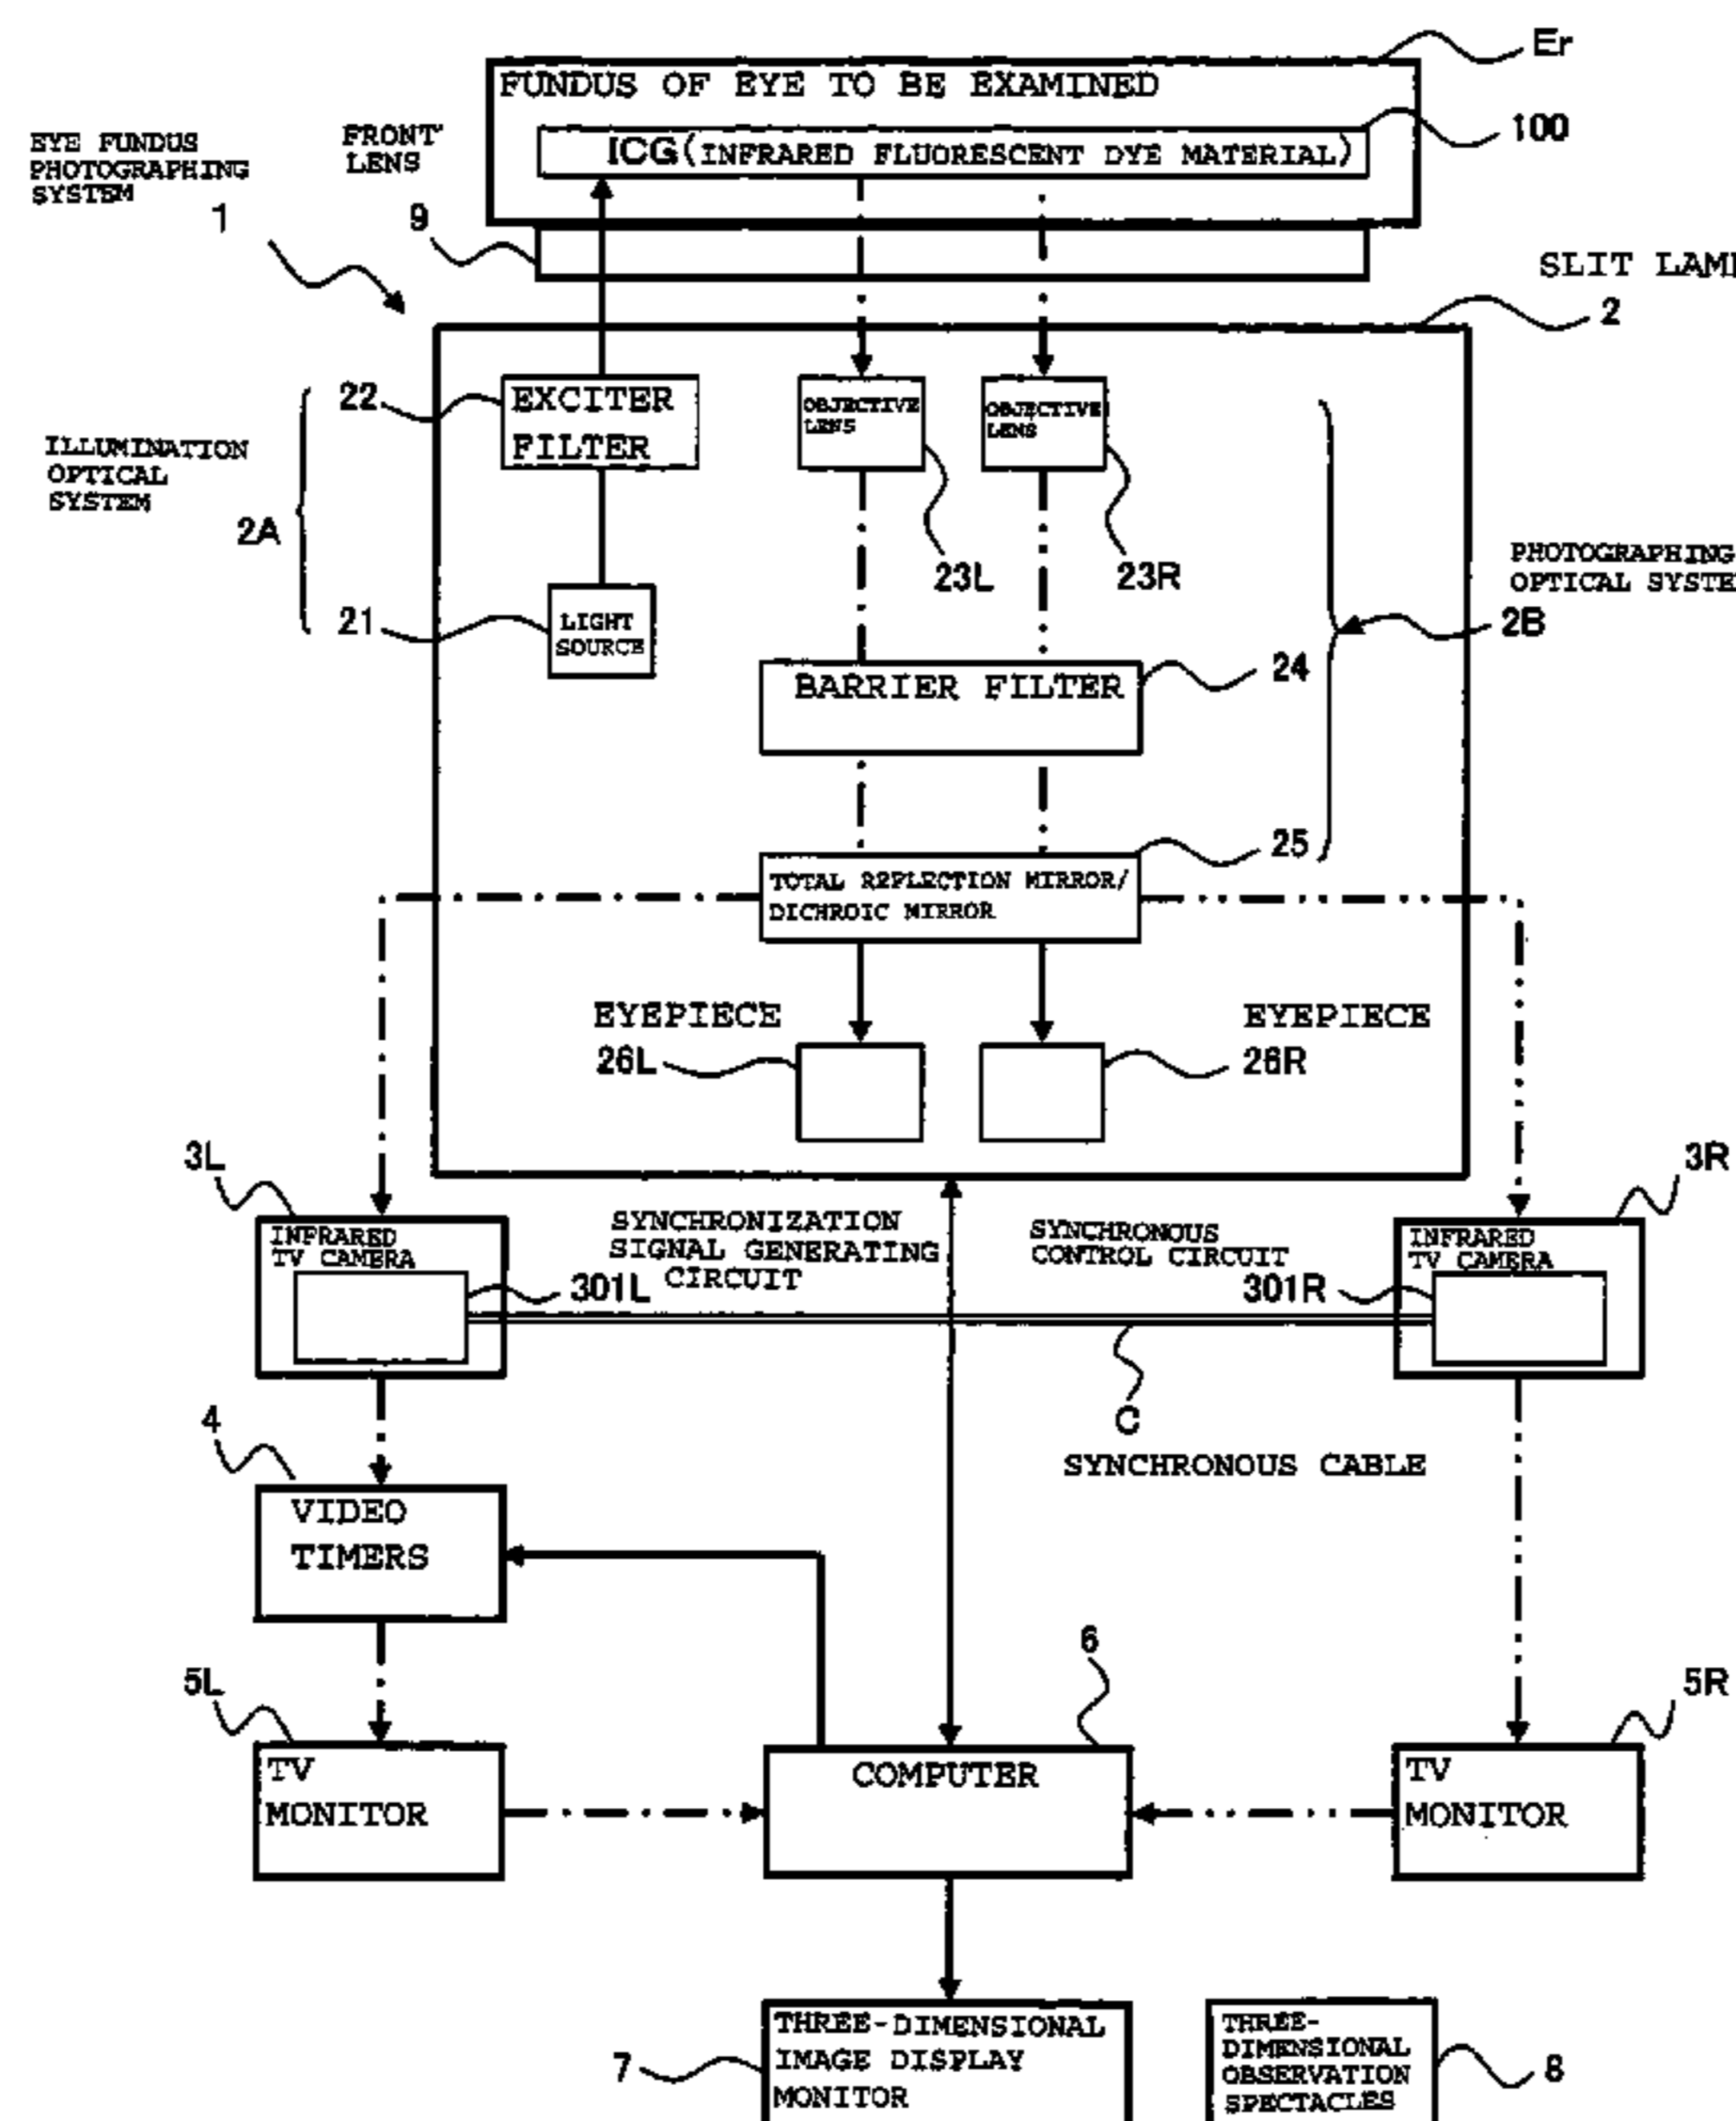 Er
FUNDUS OF EYE TO BE EXAMINED
100
ICG(INFRARED FLUORESCENT DYE MATERIAL)
EYE FUNDUS
PHOTOGRAPHING
SYSTEM
1
FRONT
LENS
9
SLIT LAMP
2
22
EXCITER
FILTER
OBJECTIVE
LENS
OBJECTIVE
LENS
ILLUMINATION
OPTICAL
SYSTEM
2A
23L
23R
PHOTOGRAPHING
OPTICAL SYSTE
2B
21
LIGHT
SOURCE
24
BARRIER FILTER
25
TOTAL REPLECTION MIRROR/
DICHROIC MIRROR
EYEPIECE
26L
EYEPIECE
26R
3L
3R
INFRARED
TV CAMERA
SYNCHRONIZATION
SIGNAL GENERATING
CIRCUIT
301L
SYNCHRONOUS
CONTROL CIRCUIT
301R
INFRARED
TV CAMERA
C
SYNCHRONOUS CABLE
4
VIDEO
TIMERS
5L
6
5R
TV
MONITOR
COMPUTER
TV
MONITOR
7
THREE-DIMENSIONAL
IMAGE DISPLAY
MONITOR
THREE-
DIMENSIONAL
OBSERVATION
SPECTACLES
8